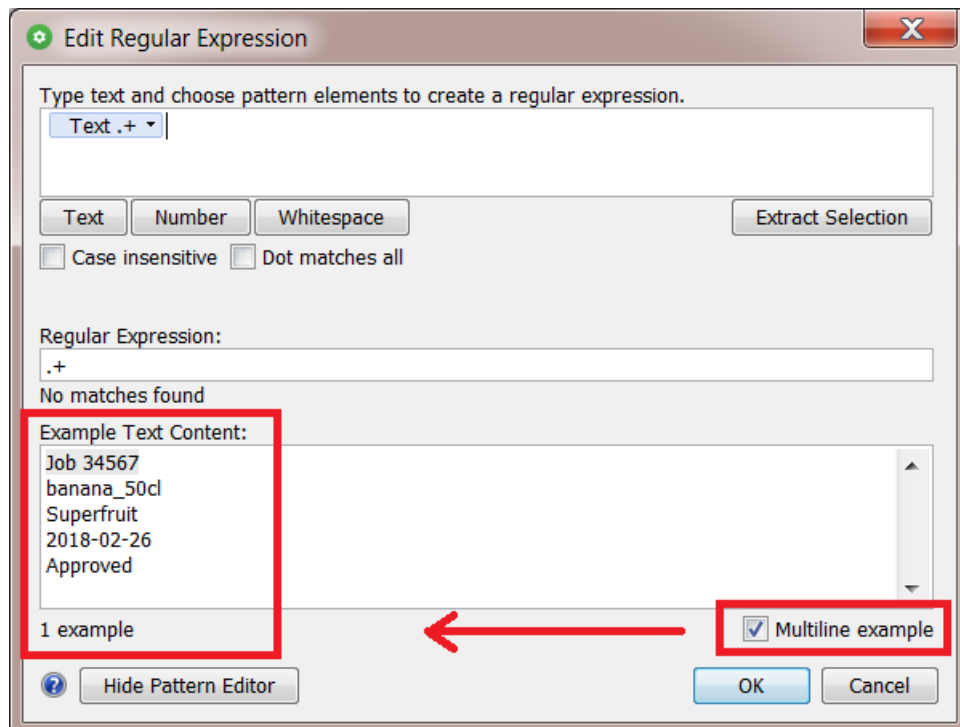 Edit Regular Expression
X
Type text and choose pattern elements to create a regular expression.
Text .+
Text Number Whitespace Extract Selection
Case insensitive Dot matches all
Regular Expression:
.+
No matches found
Example Text Content:
Job 34567
banana_50cl
Superfruit
2018-02-26
Approved
1 example Multiline example
? Hide Pattern Editor OK Cancel